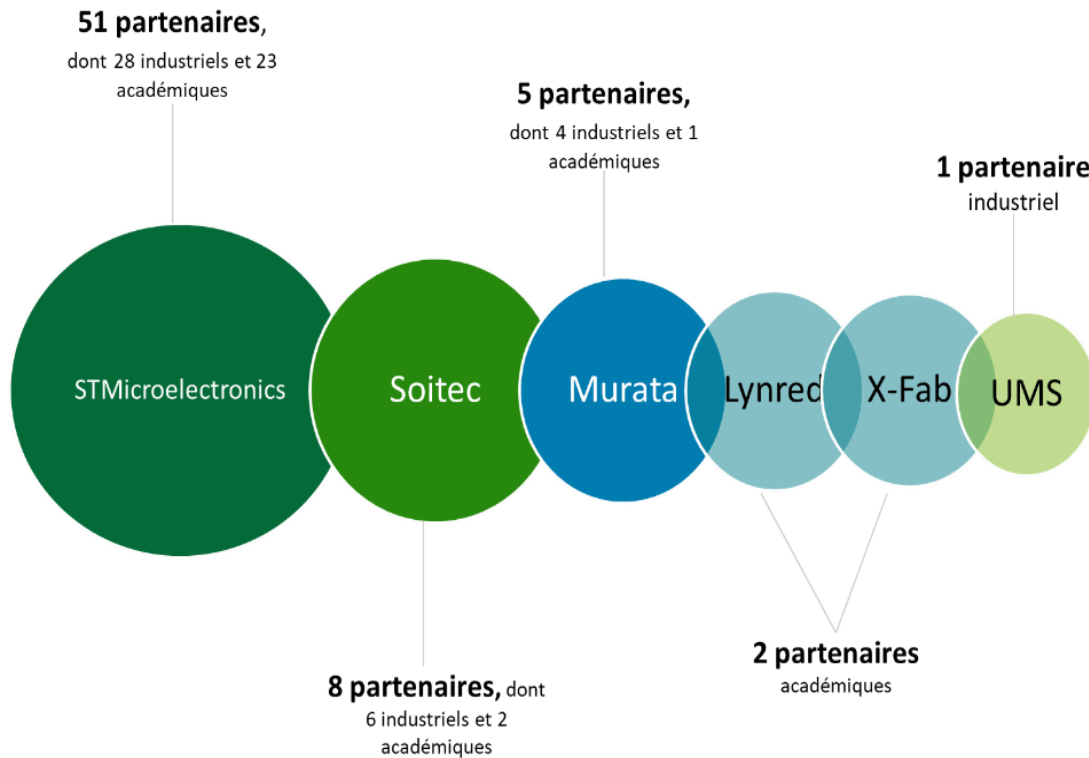 51 partenaires,
dont 28 industriels et 23
académiques
5 partenaires,
dont 4 industriels et 1
académiques
1 partenaire
industriel
STMicroelectronics
Soitec
Murata
Lynred
X-Fab
UMS
8 partenaires, dont
6 industriels et 2
académiques
2 partenaires
académiques